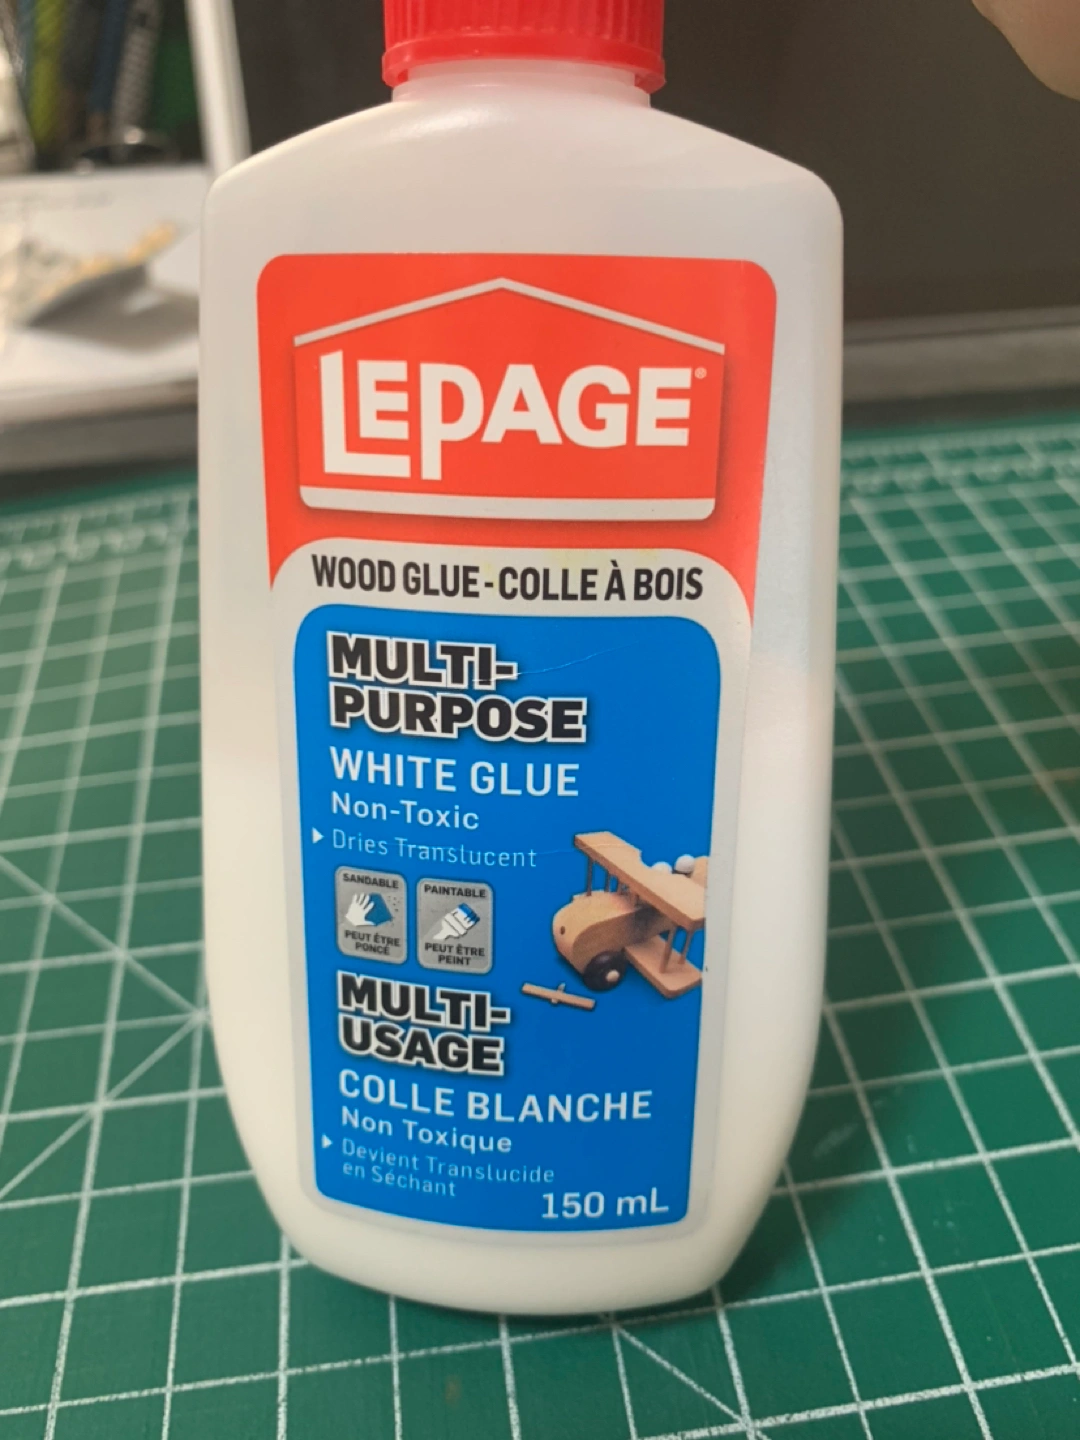 LEPAGE®
WOOD GLUE - COLLE À BOIS
MULTI-
PURPOSE
WHITE GLUE
Non-Toxic
Dries Translucent
SANDABLE
PEUT ÊTRE
PONCÉ
PAINTABLE
PEUT ÊTRE
PEINT
MULTI-
USAGE
COLLE BLANCHE
Non Toxique
Devient Translucide
en Séchant
150 mL